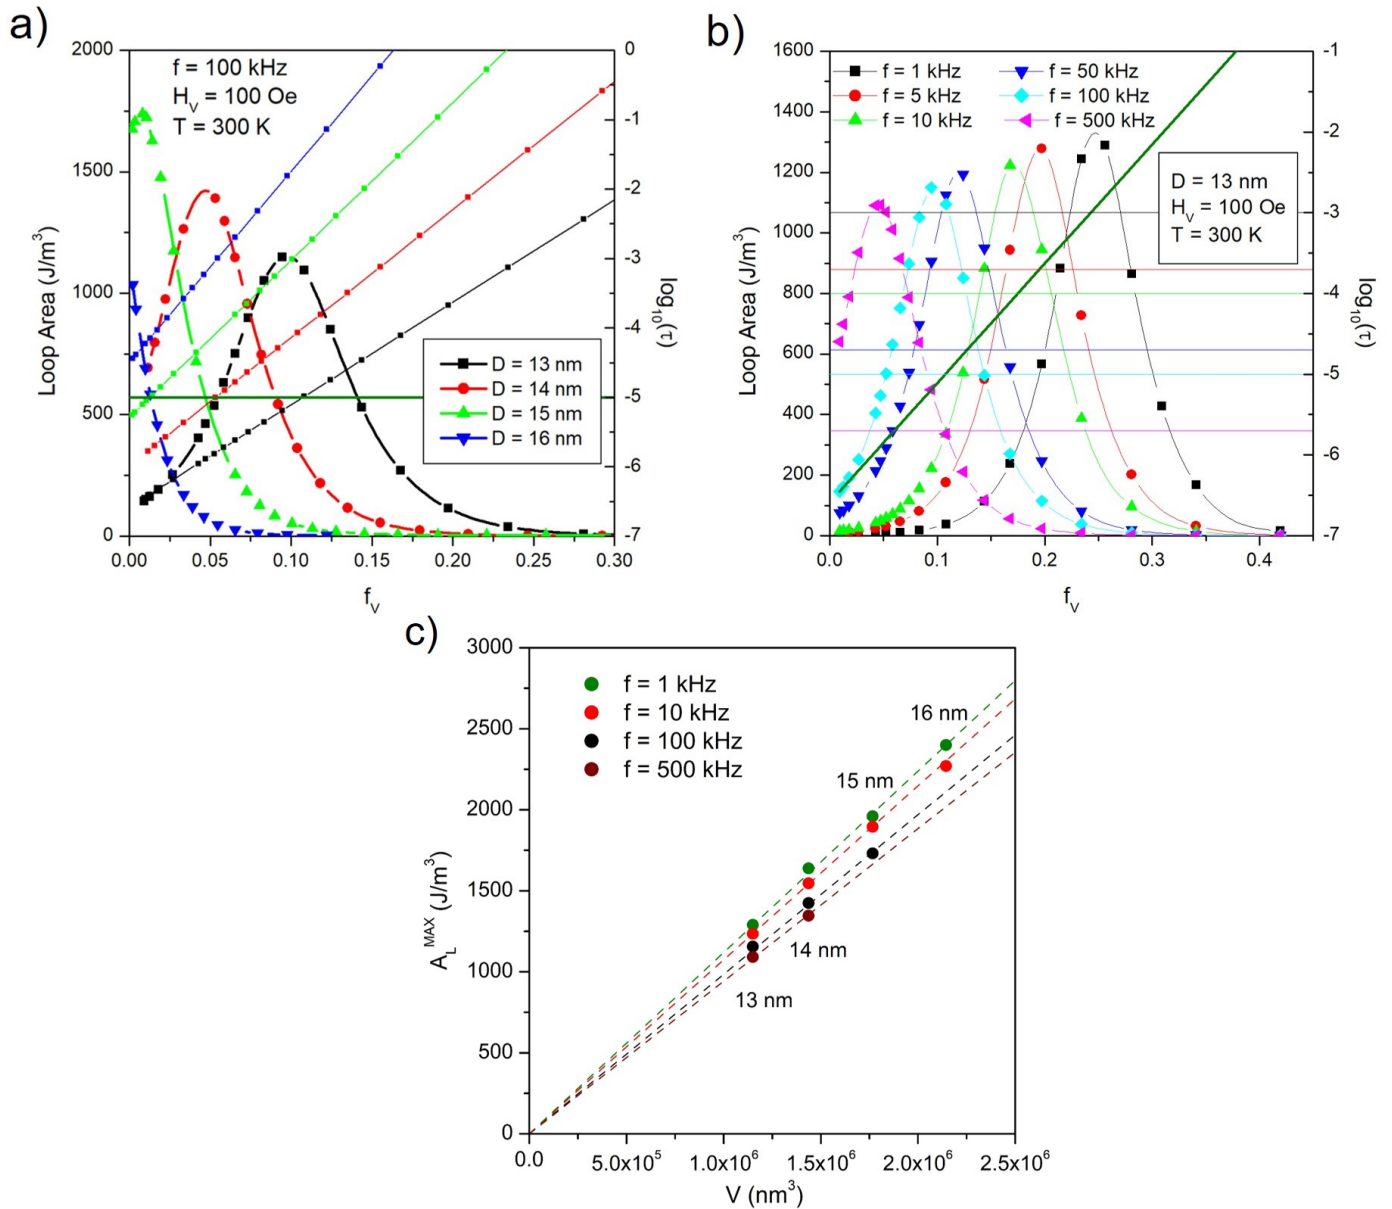 a)
f = 100 kHz
H_V = 100 Oe
T = 300 K
Loop Area (J/m³)
2000
1500
1000
500
0
0.00 0.05 0.10 0.15 0.20 0.25 0.30
f_V
0
-1
-2
-3
-4
-5
-6
-7
log₁₀(τ)
D = 13 nm
D = 14 nm
D = 15 nm
D = 16 nm
b)
f = 1 kHz f = 50 kHz
f = 5 kHz f = 100 kHz
f = 10 kHz f = 500 kHz
D = 13 nm
H_V = 100 Oe
T = 300 K
Loop Area (J/m³)
1600
1400
1200
1000
800
600
400
200
0
0.0 0.1 0.2 0.3 0.4
f_V
-1
-2
-3
-4
-5
-6
-7
log₁₀(τ)
c)
f = 1 kHz
f = 10 kHz
f = 100 kHz
f = 500 kHz
16 nm
15 nm
14 nm
13 nm
A_L^MAX (J/m³)
3000
2500
2000
1500
1000
500
0
0.0 5.0x10⁵ 1.0x10⁶ 1.5x10⁶ 2.0x10⁶ 2.5x10⁶
V (nm³)